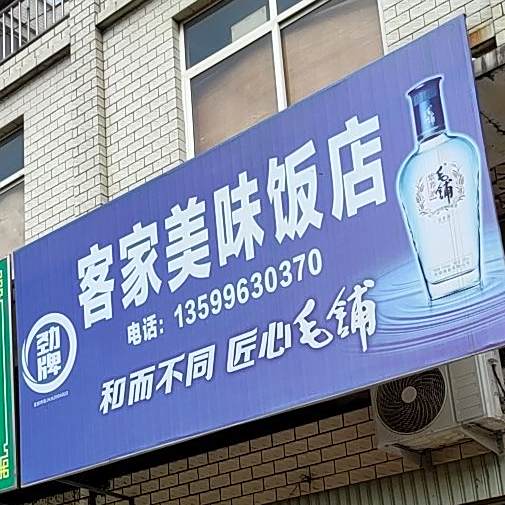 客家美味饭店
电话：13599630370
和而不同 匠心毛铺
劲牌
毛铺